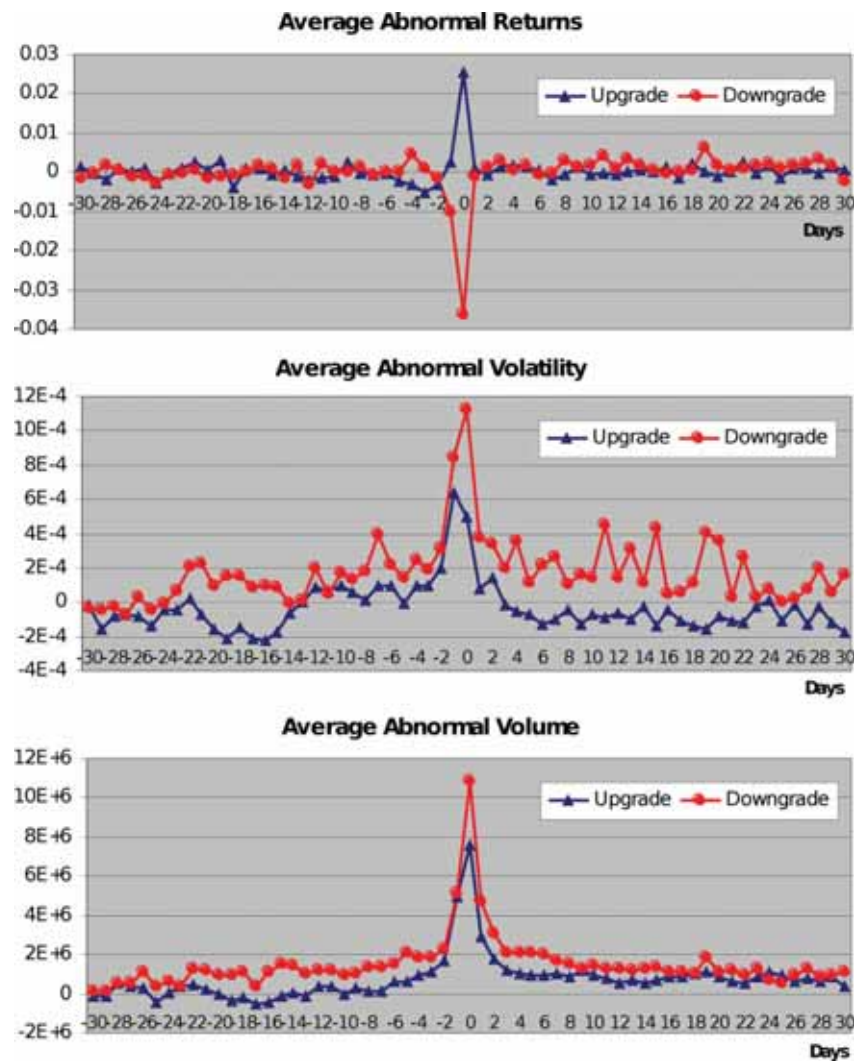 Average Abnormal Returns
0.03
0.02
0.01
0
-0.01
-0.02
-0.03
-0.04
Upgrade Downgrade
-30 -28 -26 -24 -22 -20 -18 -16 -14 -12 -10 -8 -6 -4 -2 0 2 4 6 8 10 12 14 16 18 20 22 24 26 28 30
Days
Average Abnormal Volatility
12E-4
10E-4
8E-4
6E-4
4E-4
2E-4
0
-2E-4
-4E-4
Upgrade Downgrade
-30 -28 -26 -24 -22 -20 -18 -16 -14 -12 -10 -8 -6 -4 -2 0 2 4 6 8 10 12 14 16 18 20 22 24 26 28 30
Days
Average Abnormal Volume
12E+6
10E+6
8E+6
6E+6
4E+6
2E+6
0
-2E+6
Upgrade Downgrade
-30 -28 -26 -24 -22 -20 -18 -16 -14 -12 -10 -8 -6 -4 -2 0 2 4 6 8 10 12 14 16 18 20 22 24 26 28 30
Days